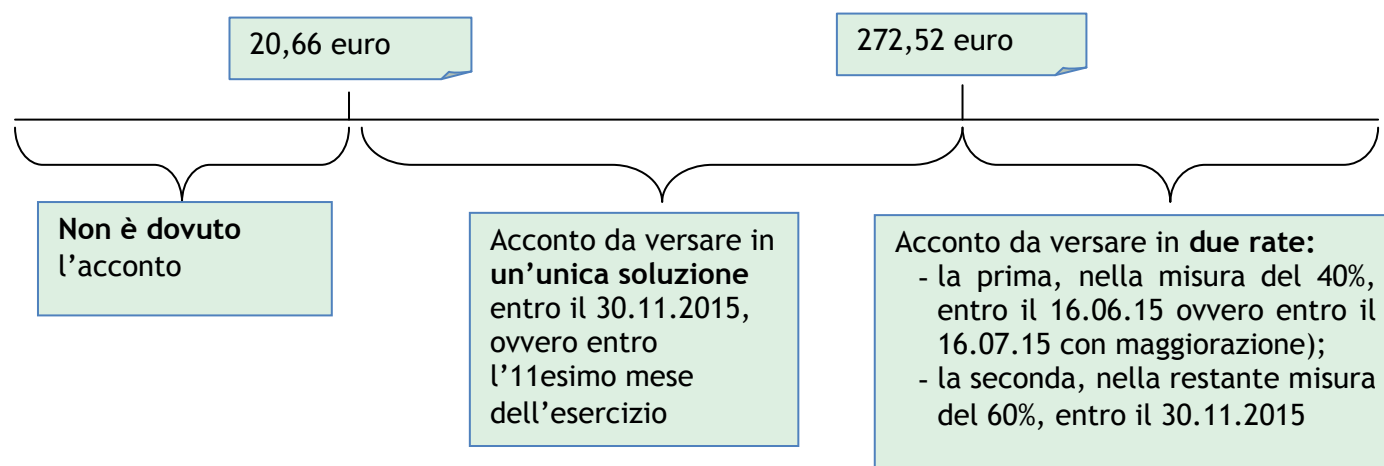 20,66 euro
272,52 euro
Non è dovuto
l’acconto
Acconto da versare in
un’unica soluzione
entro il 30.11.2015,
ovvero entro
l’11esimo mese
dell’esercizio
Acconto da versare in due rate:
- la prima, nella misura del 40%,
entro il 16.06.15 ovvero entro il
16.07.15 con maggiorazione);
- la seconda, nella restante misura
del 60%, entro il 30.11.2015